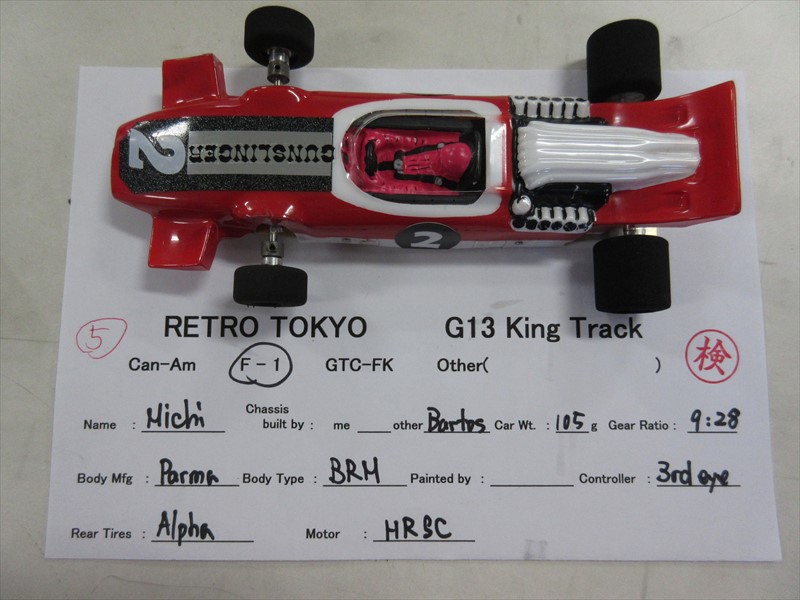 2 GUNSLINGER
2
5
RETRO TOKYO G13 King Track
Can-Am F-1 GTC-FK Other( )
検
Name : Michi Chassis built by : me ____ other Bartos Car Wt. : 105 g Gear Ratio : 9:28
Body Mfg : Parma Body Type : BRM Painted by : ____ Controller : 3rd eye
Rear Tires : Alpha Motor : HRSC